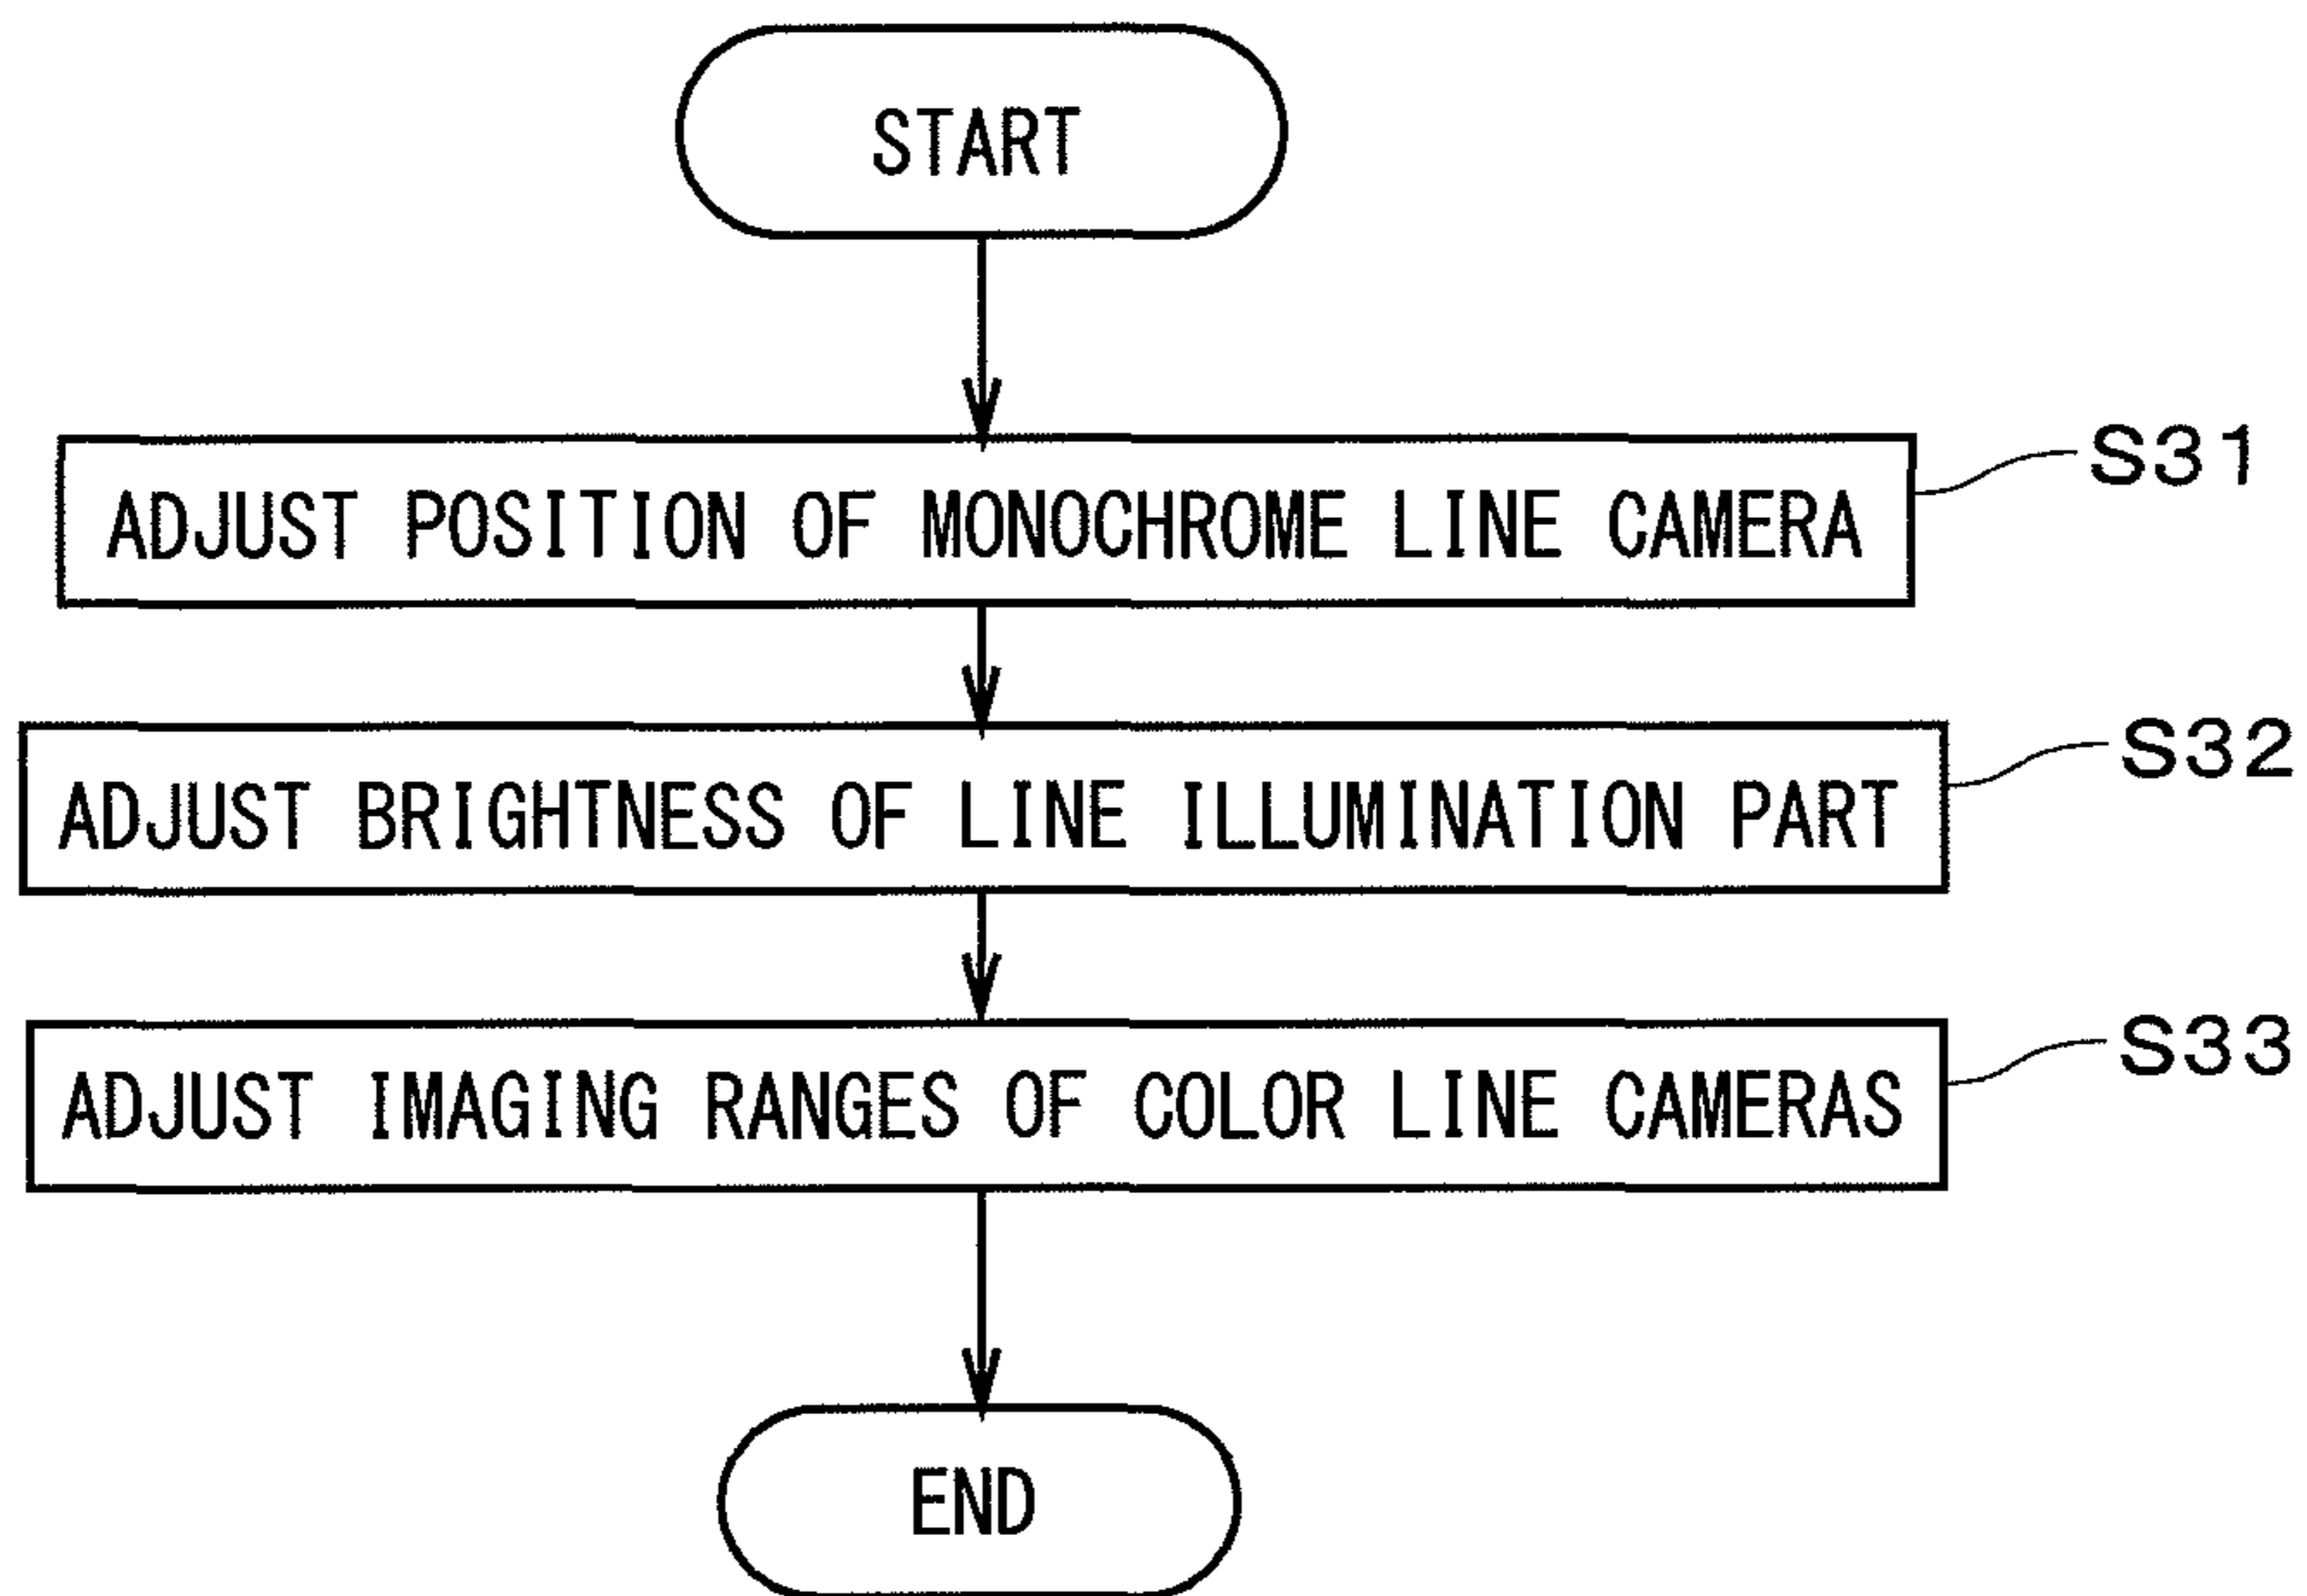 START
ADJUST POSITION OF MONOCHROME LINE CAMERA
S31
ADJUST BRIGHTNESS OF LINE ILLUMINATION PART
S32
ADJUST IMAGING RANGES OF COLOR LINE CAMERAS
S33
END